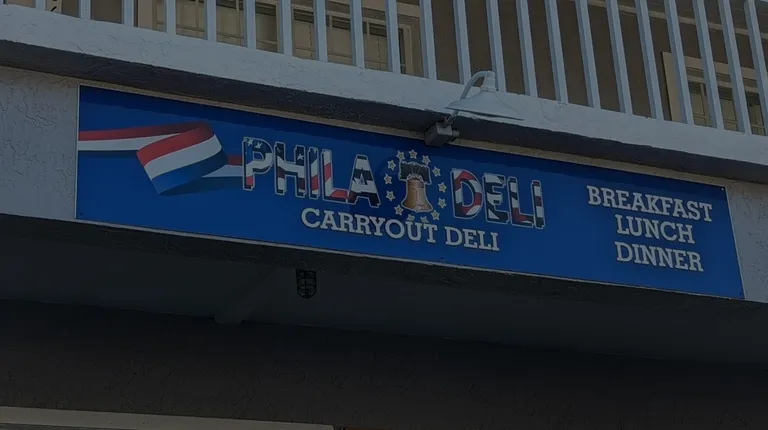 PHILA DELI
CARRYOUT DELI
BREAKFAST
LUNCH
DINNER